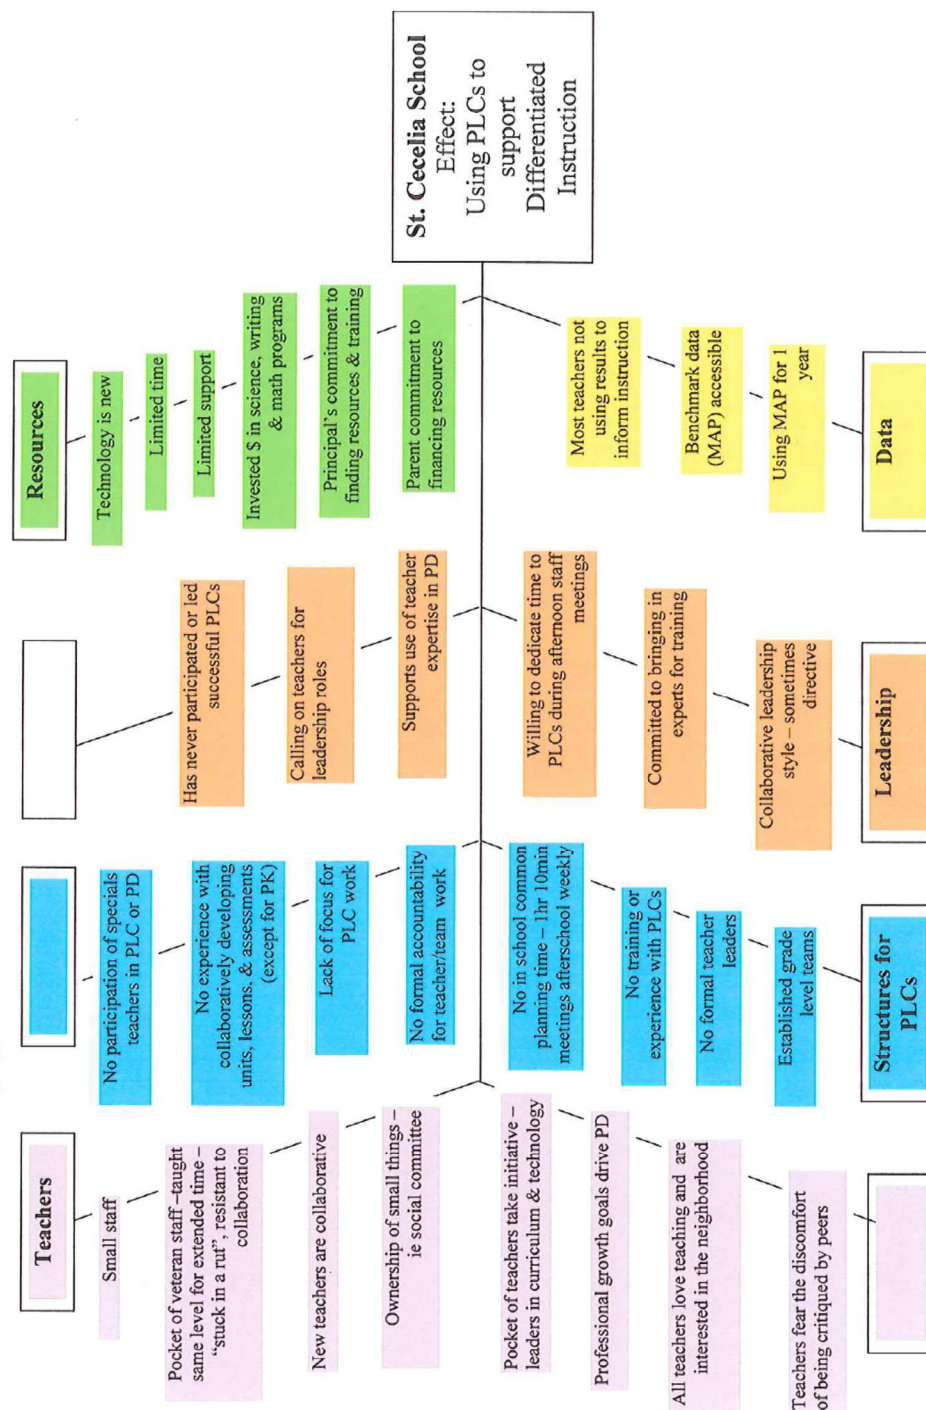 Teachers
Small staff
Pocket of veteran staff –taught
same level for extended time –
“stuck in a rut”, resistant to
collaboration
New teachers are collaborative
Ownership of small things –
ie social committee
Pocket of teachers take initiative –
leaders in curriculum & technology
Professional growth goals drive PD
All teachers love teaching and are
interested in the neighborhood
Teachers fear the discomfort
of being critiqued by peers
No participation of specials
teachers in PLC or PD
No experience with
collaboratively developing
units, lessons, & assessments
(except for PK)
Lack of focus for
PLC work
No formal accountability
for teacher/team work
No in school common
planning time – 1hr 10min
meetings afterschool weekly
No training or
experience with PLCs
No formal teacher
leaders
Established grade
level teams
Structures for
PLCs
Has never participated or led
successful PLCs
Calling on teachers for
leadership roles
Supports use of teacher
expertise in PD
Willing to dedicate time to
PLCs during afternoon staff
meetings
Committed to bringing in
experts for training
Collaborative leadership
style – sometimes
directive
Leadership
Resources
Technology is new
Limited time
Limited support
Invested $ in science, writing
& math programs
Principal’s commitment to
finding resources & training
Parent commitment to
financing resources
Most teachers not
using results to
inform instruction
Benchmark data
(MAP) accessible
Using MAP for 1
year
Data
St. Cecelia School
Effect:
Using PLCs to
support
Differentiated
Instruction